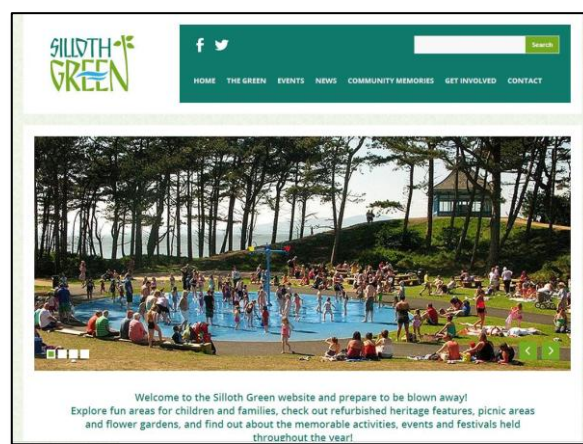 SILLOTH
GREEN
Search
HOME THE GREEN EVENTS NEWS COMMUNITY MEMORIES GET INVOLVED CONTACT
Welcome to the Silloth Green website and prepare to be blown away!
Explore fun areas for children and families, check out refurbished heritage features, picnic areas
and flower gardens, and find out about the memorable activities, events and festivals held
throughout the year!